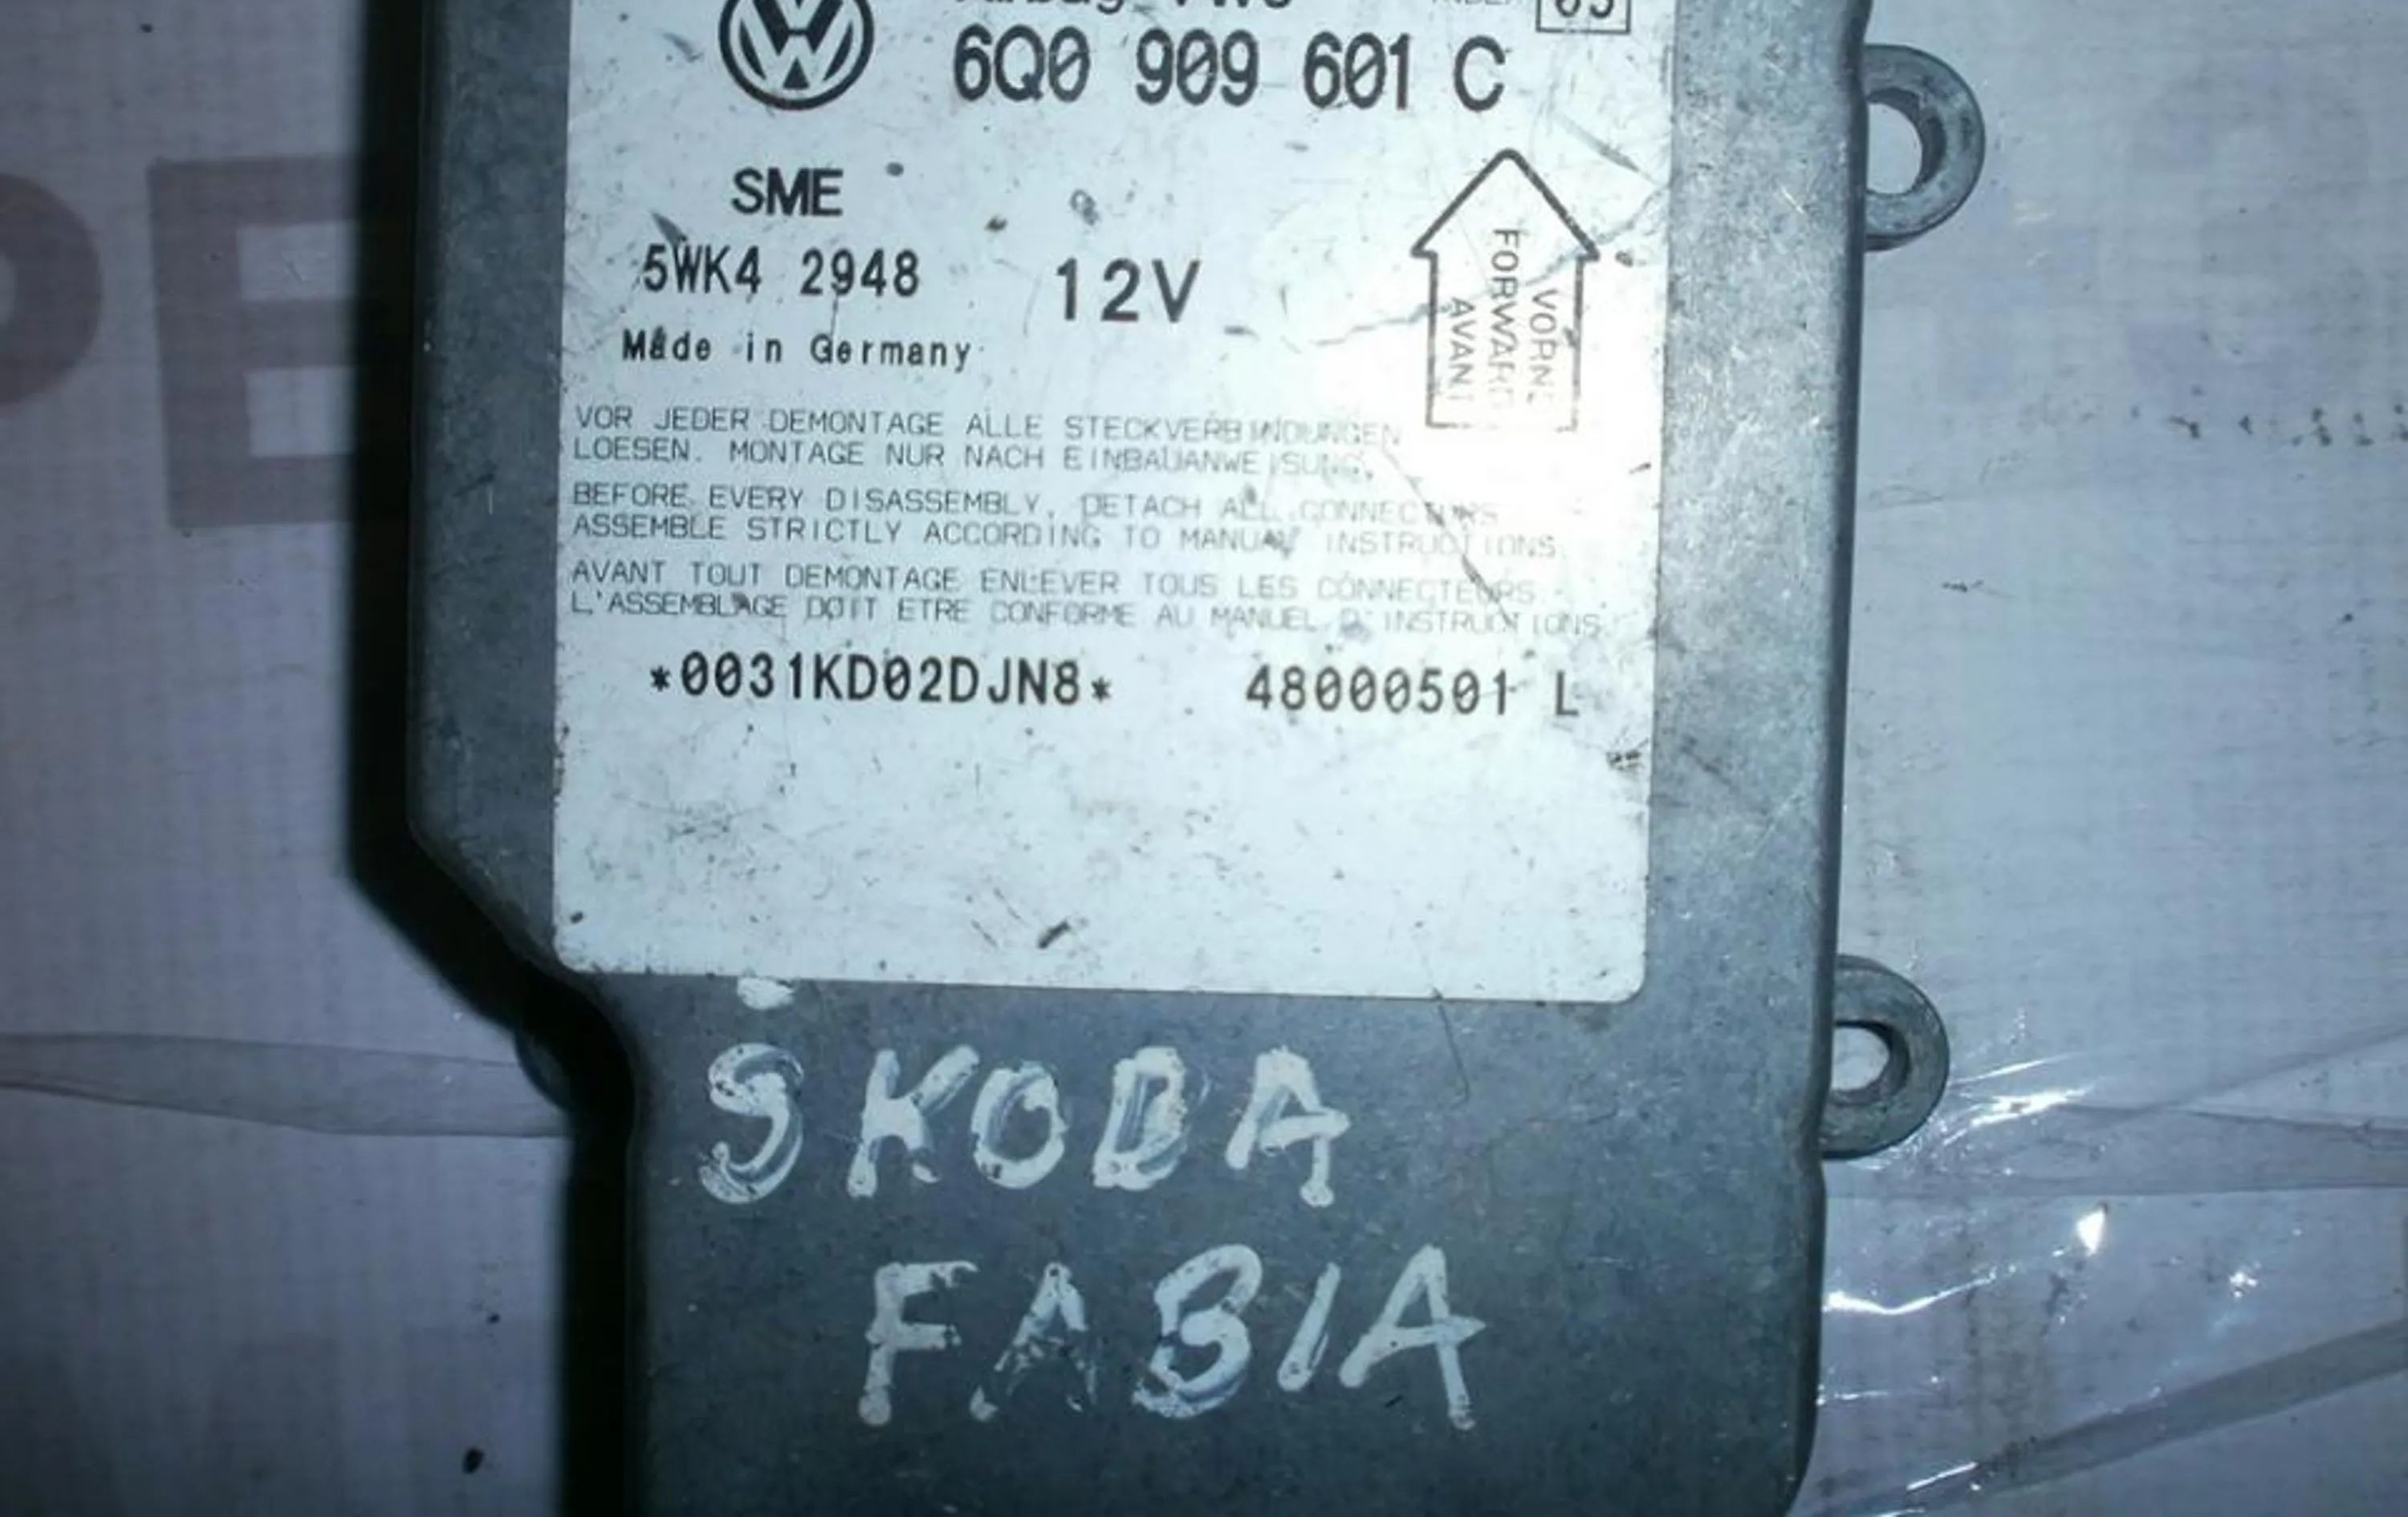 6Q0 909 601 C
SME
5WK4 2948 12V
Made in Germany
VORNE
FORWARD
AVANT
VOR JEDER DEMONTAGE ALLE STECKVERBINDUNGEN
LOESEN. MONTAGE NUR NACH EINBAUANWEISUNG.
BEFORE EVERY DISASSEMBLY, DETACH ALL CONNECTORS
ASSEMBLE STRICTLY ACCORDING TO MANUAL INSTRUCTIONS
AVANT TOUT DEMONTAGE ENLEVER TOUS LES CONNECTEURS.
L'ASSEMBLAGE DOIT ETRE CONFORME AU MANUEL D'INSTRUCTIONS
*0031KD02DJN8* 48000501 L
SKODA
FABIA